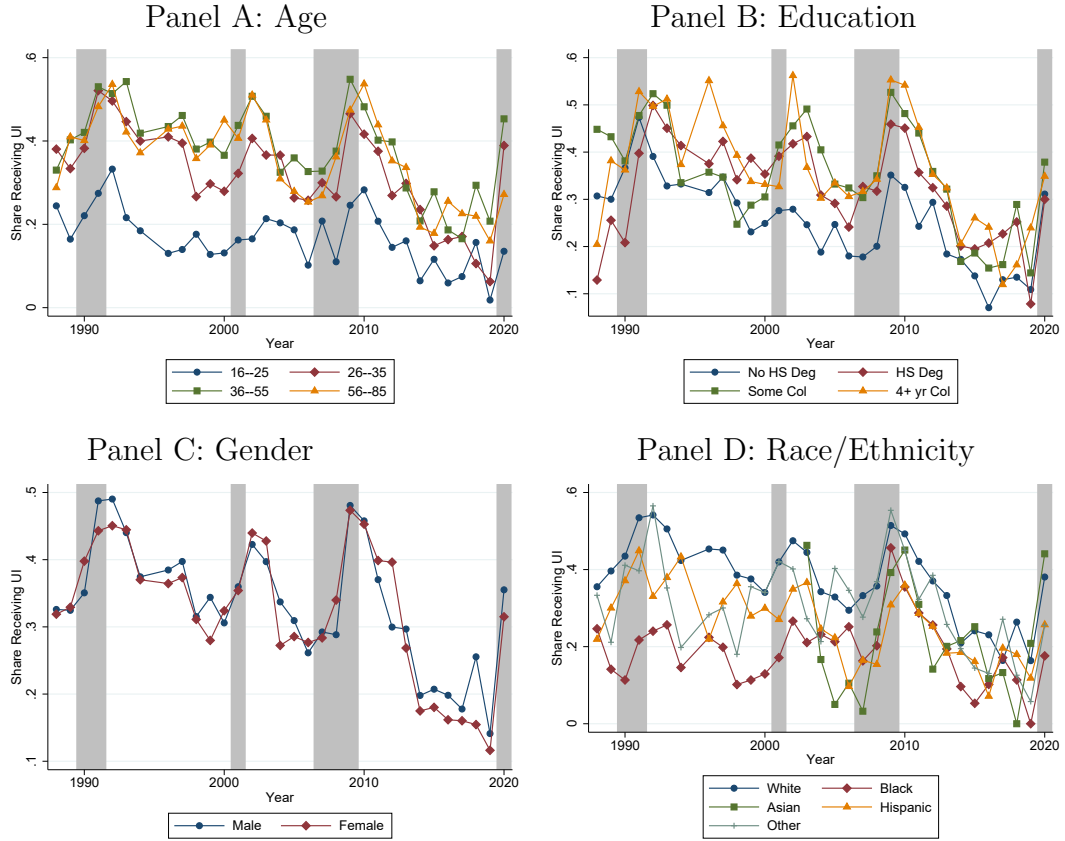 Panel A: Age
Share Receiving UI
.6
.4
.2
0
1990 2000 2010 2020
Year
16--25 26--35
36--55 56--85
Panel B: Education
Share Receiving UI
.6
.5
.4
.3
.2
.1
1990 2000 2010 2020
Year
No HS Deg HS Deg
Some Col 4+ yr Col
Panel C: Gender
Share Receiving UI
.5
.4
.3
.2
.1
1990 2000 2010 2020
Year
Male Female
Panel D: Race/Ethnicity
Share Receiving UI
.6
.4
.2
0
1990 2000 2010 2020
Year
White Black
Asian Hispanic
Other